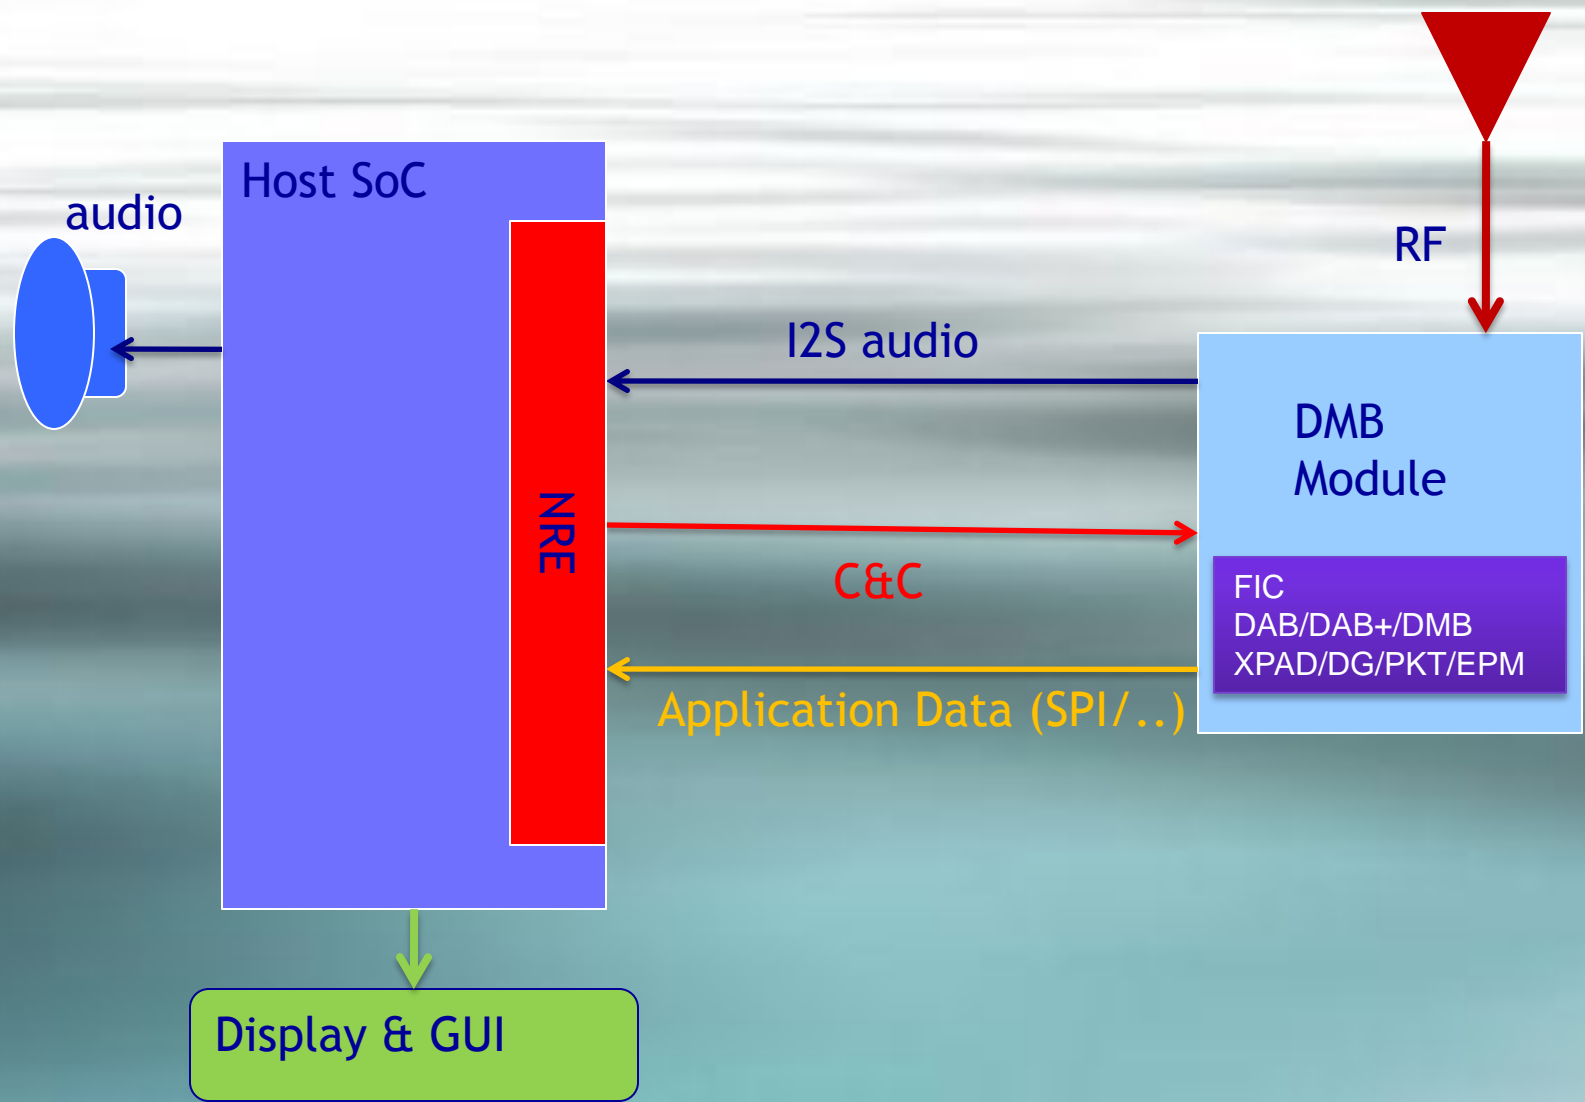 Host SoC
audio
RF
I2S audio
DMB
Module
NRE
C&C
FIC
DAB/DAB+/DMB
XPAD/DG/PKT/EPM
Application Data (SPI/..)
Display & GUI